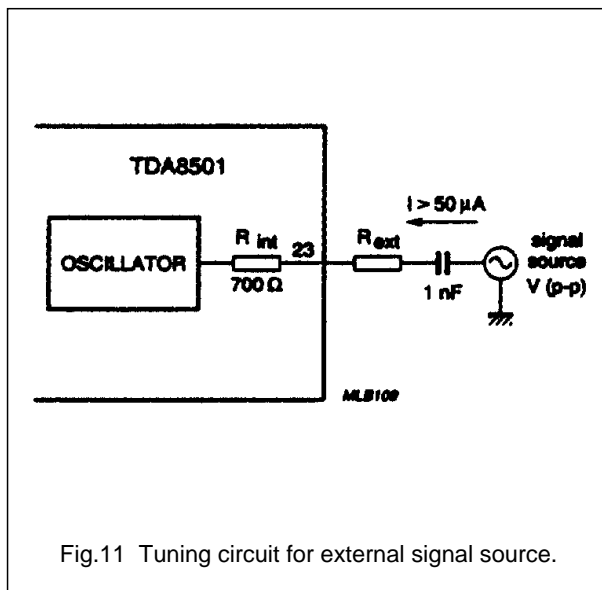 TDA8501
I > 50 µA
OSCILLATOR
R int
23
R ext
signal
source
V (p-p)
700 Ω
1 nF
MLB109
Fig.11 Tuning circuit for external signal source.